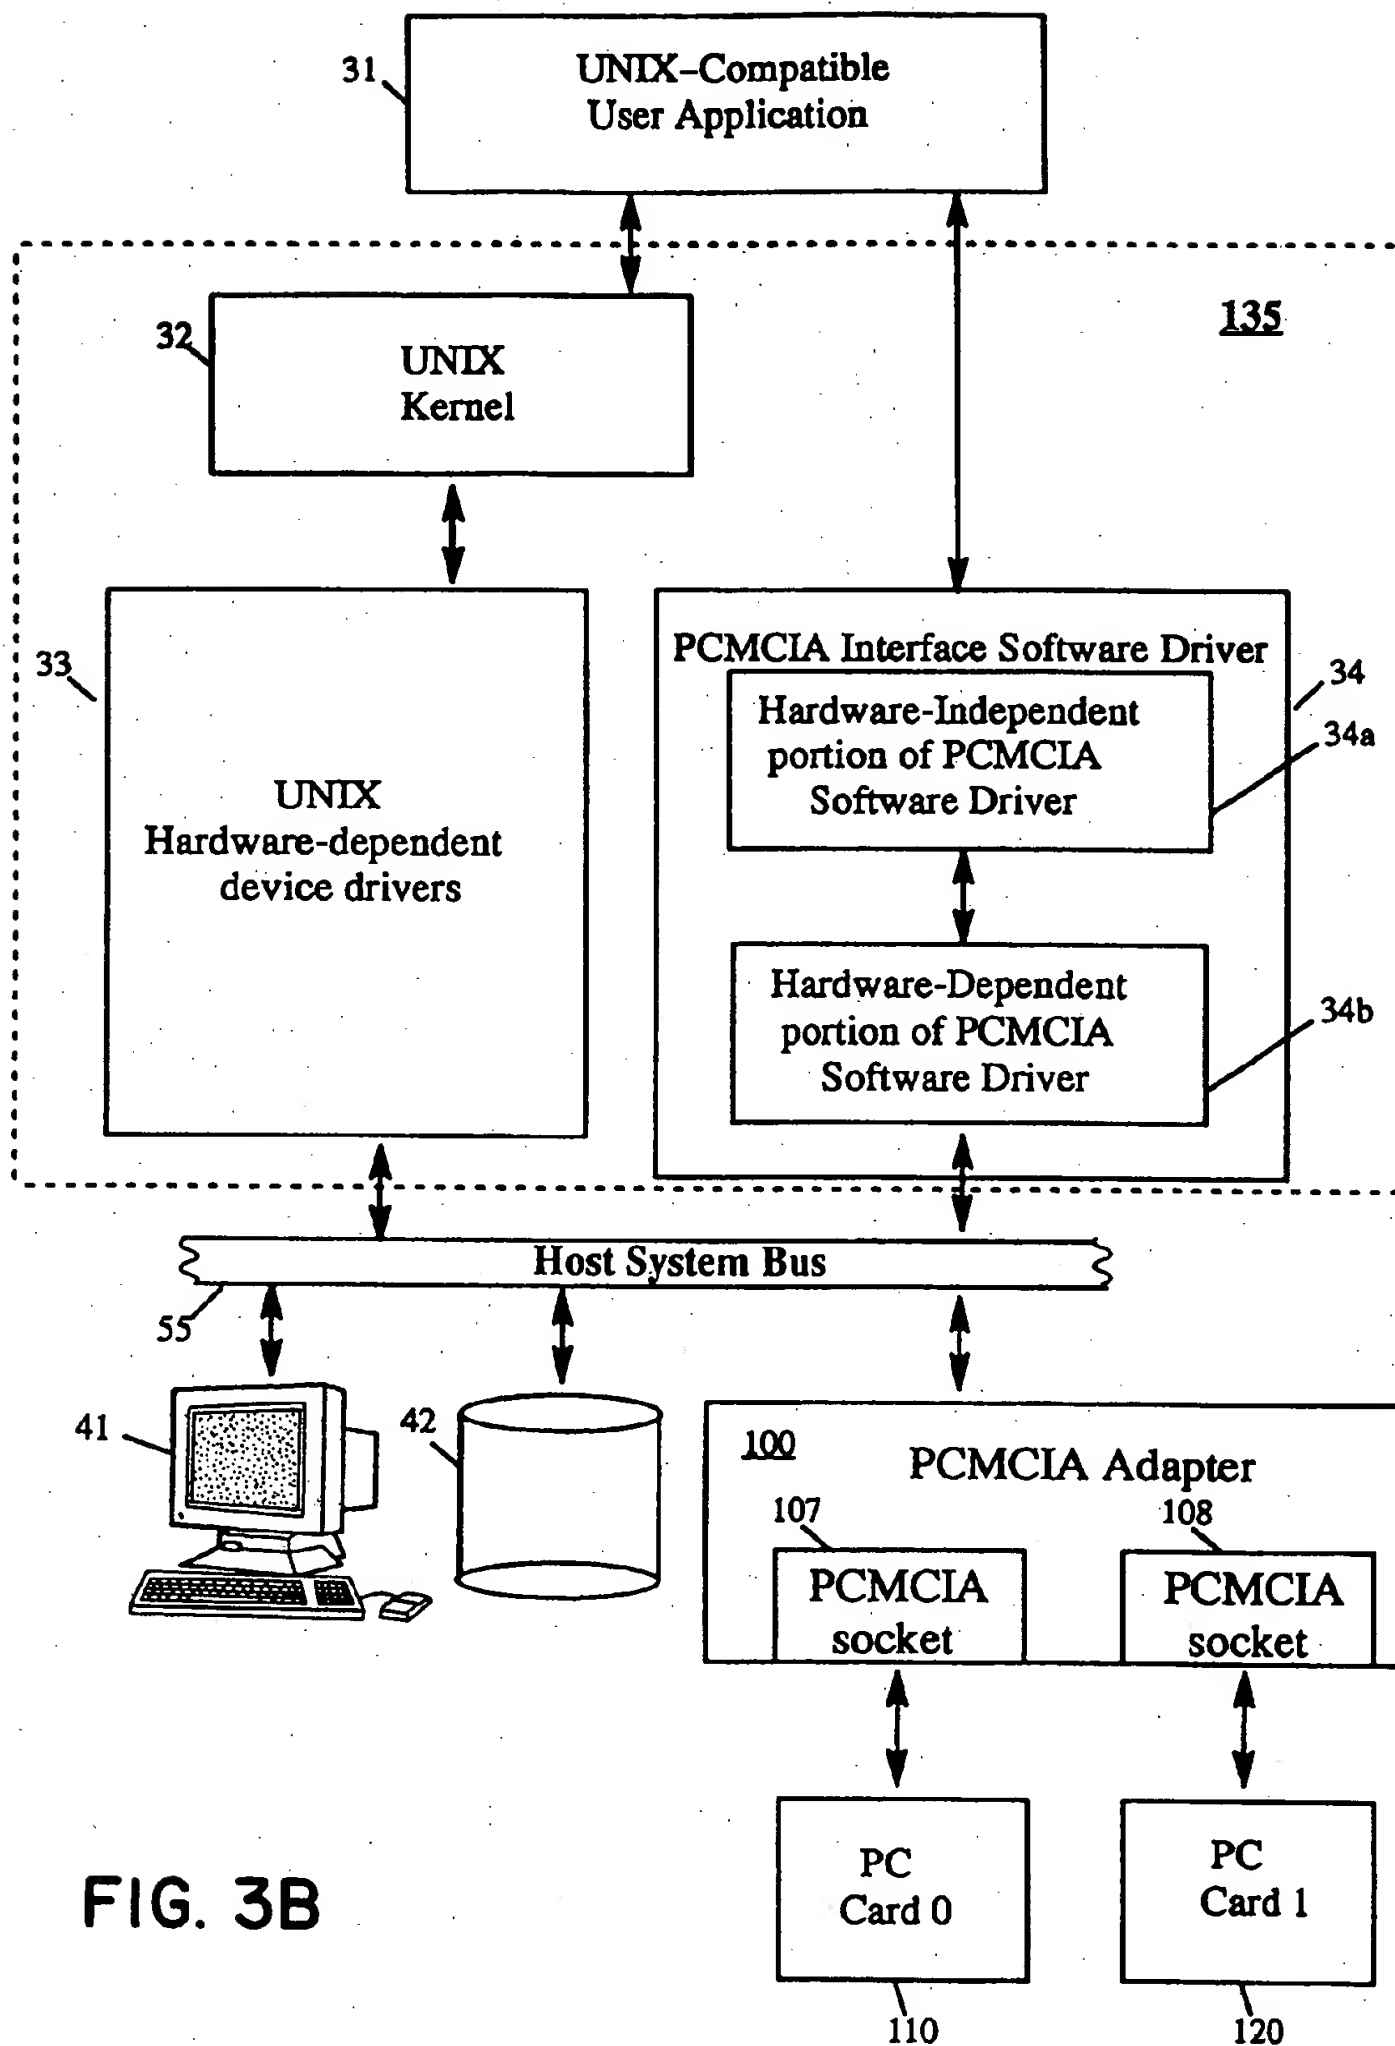 31
UNIX-Compatible
User Application
135
32
UNIX
Kernel
33
UNIX
Hardware-dependent
device drivers
PCMCIA Interface Software Driver
34
Hardware-Independent
portion of PCMCIA
Software Driver
34a
Hardware-Dependent
portion of PCMCIA
Software Driver
34b
Host System Bus
55
41
42
100
PCMCIA Adapter
107
108
PCMCIA
socket
PCMCIA
socket
PC
Card 0
PC
Card 1
110
120
FIG. 3B